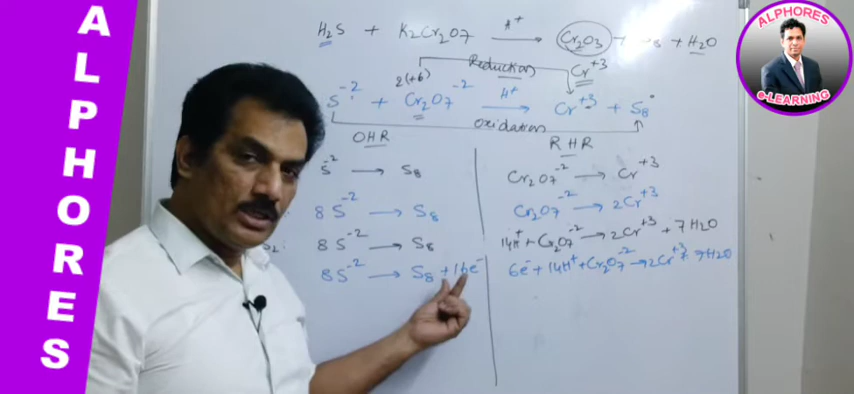 ALPHORES
ALPHORES
e-LEARNING
H2S + K2Cr2O7 H+ → Cr2O3 + S8 + H2O
Reduction Cr+3
2(+6)
S-2 + Cr2O7-2 H+ → Cr+3 + S8°
oxidation
OHR
S-2 → S8
8S-2 → S8
8S-2 → S8
8S-2 → S8 + 16e-
RHR
Cr2O7-2 → Cr+3
Cr2O7-2 → 2Cr+3
14H+ + Cr2O7-2 → 2Cr+3 + 7H2O
6e- + 14H+ + Cr2O7-2 → 2Cr+3 + 7H2O